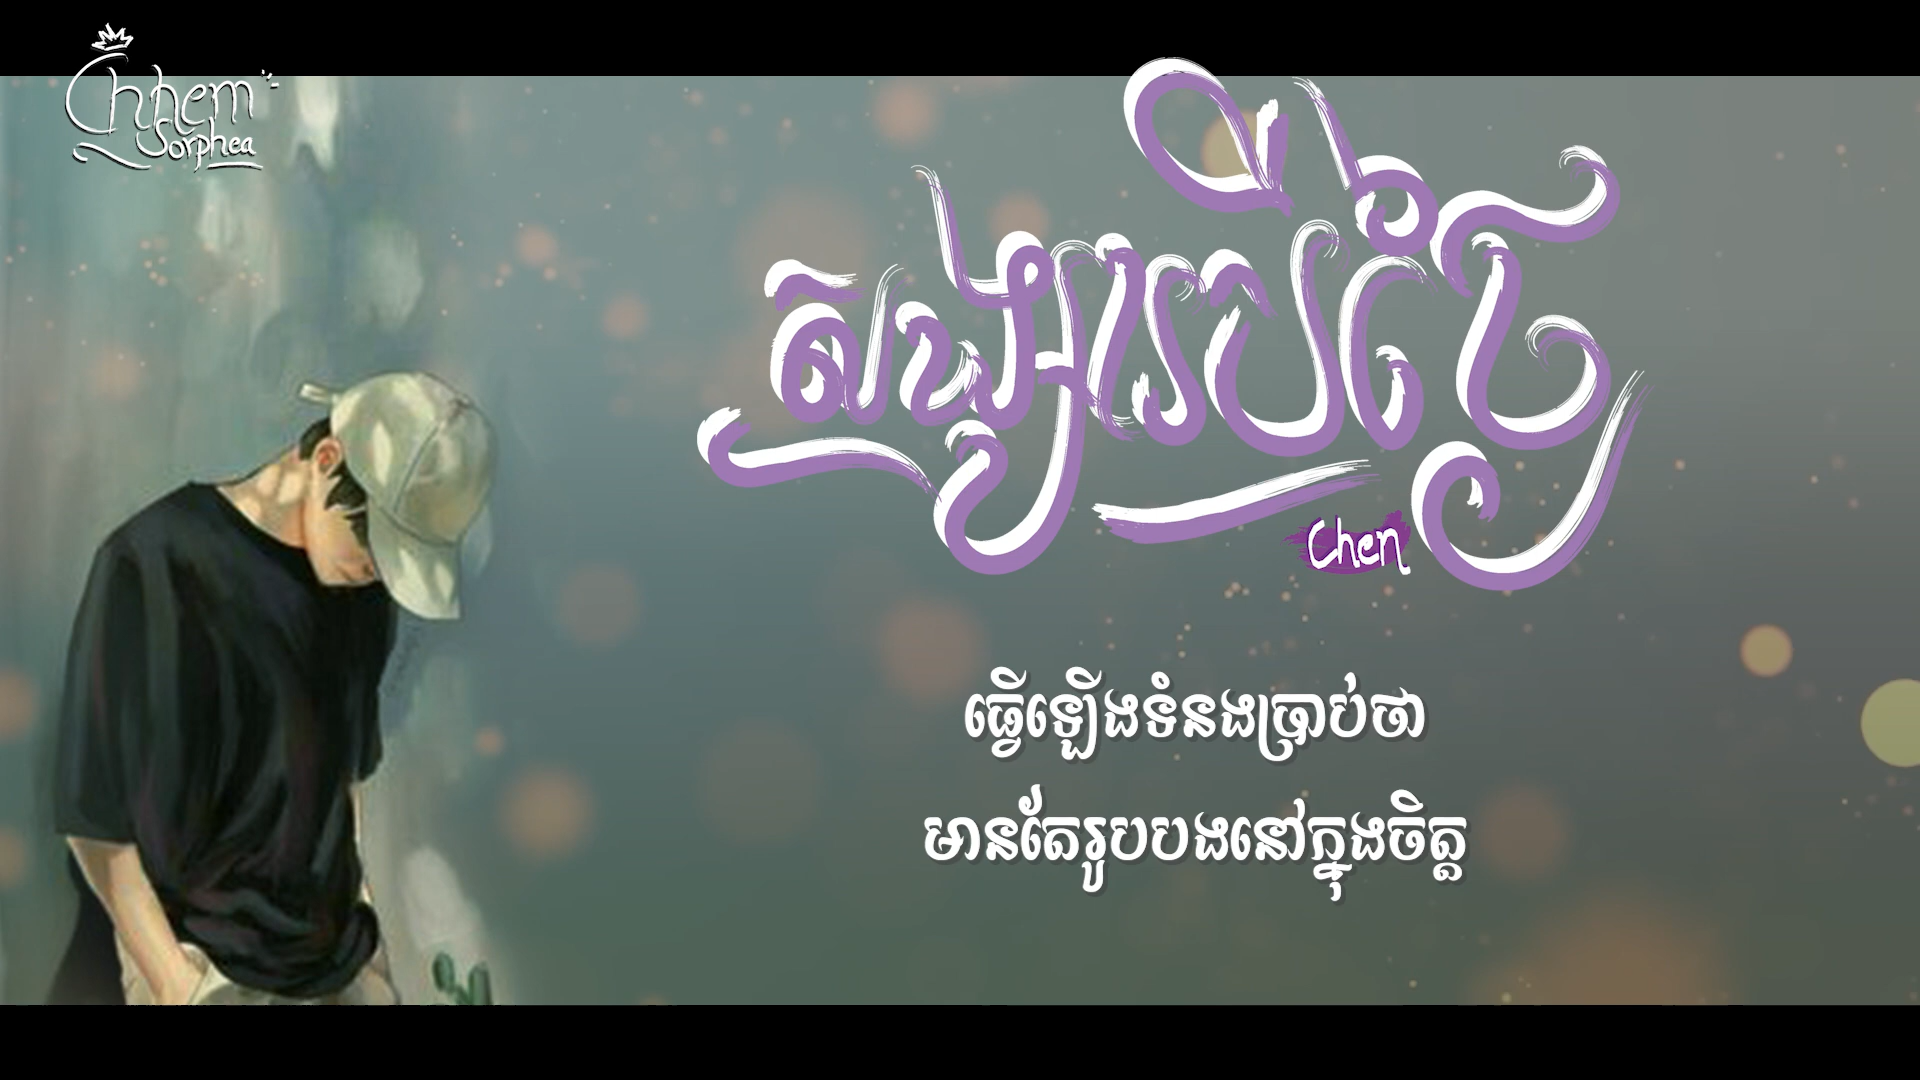 Chhem
Sorphea
សង្សារបីថ្ងៃ
Chen
ធ្វើឡើងទំនងប្រាប់ថា
មានតែរូបបងនៅក្នុងចិត្ត